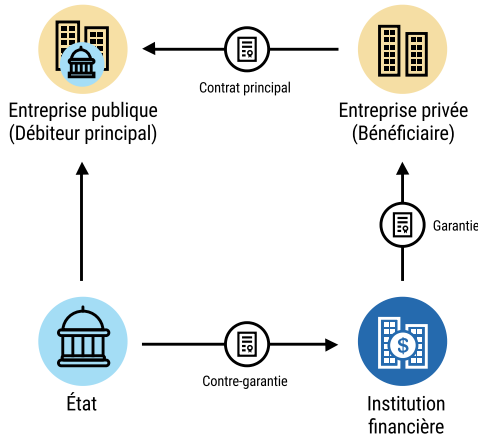 Contrat principal
Entreprise publique
(Débiteur principal)
Entreprise privée
(Bénéficiaire)
Garantie
$
Contre-garantie
État
Institution
financière